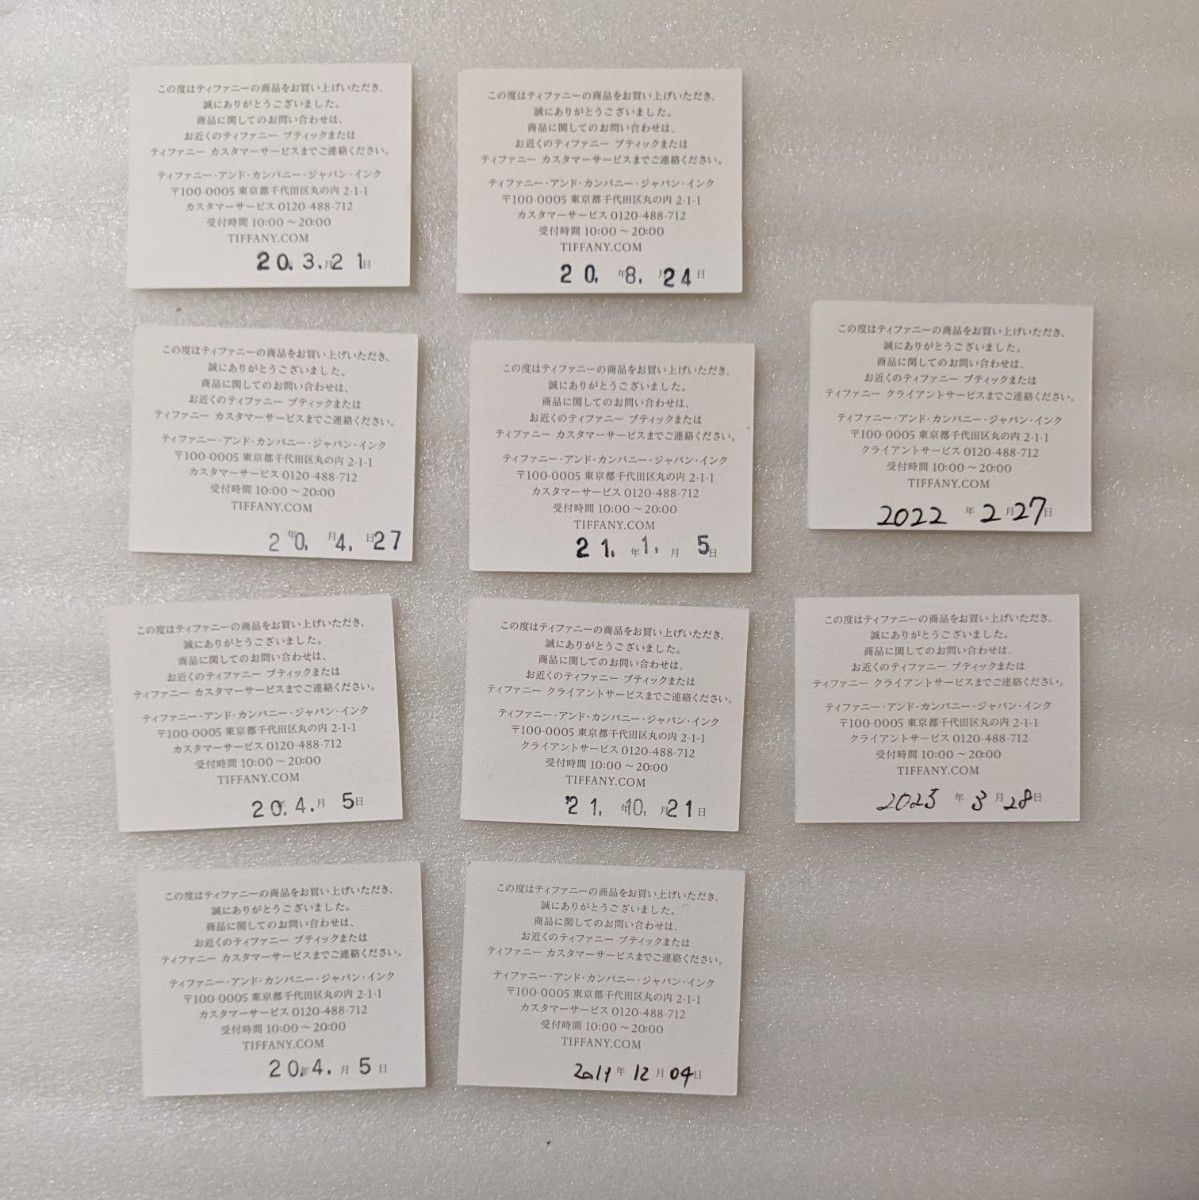 この度はティファニーの商品をお買い上げいただき、
誠にありがとうございました。
商品に関してのお問い合わせは、
お近くのティファニー ブティックまたは
ティファニー カスタマーサービスまでご連絡ください。
ティファニー・アンド・カンパニー・ジャパン・インク
〒100-0005 東京都千代田区丸の内 2-1-1
カスタマーサービス 0120-488-712
受付時間 10:00〜20:00
TIFFANY.COM
20年.3.月21日
この度はティファニーの商品をお買い上げいただき、
誠にありがとうございました。
商品に関してのお問い合わせは、
お近くのティファニー ブティックまたは
ティファニー カスタマーサービスまでご連絡ください。
ティファニー・アンド・カンパニー・ジャパン・インク
〒100-0005 東京都千代田区丸の内 2-1-1
カスタマーサービス 0120-488-712
受付時間 10:00〜20:00
TIFFANY.COM
20. 年8. 月24日
この度はティファニーの商品をお買い上げいただき、
誠にありがとうございました。
商品に関してのお問い合わせは、
お近くのティファニー ブティックまたは
ティファニー カスタマーサービスまでご連絡ください。
ティファニー・アンド・カンパニー・ジャパン・インク
〒100-0005 東京都千代田区丸の内 2-1-1
カスタマーサービス 0120-488-712
受付時間 10:00〜20:00
TIFFANY.COM
2年0. 月4. 日27
この度はティファニーの商品をお買い上げいただき、
誠にありがとうございました。
商品に関してのお問い合わせは、
お近くのティファニー ブティックまたは
ティファニー カスタマーサービスまでご連絡ください。
ティファニー・アンド・カンパニー・ジャパン・インク
〒100-0005 東京都千代田区丸の内 2-1-1
カスタマーサービス 0120-488-712
受付時間 10:00〜20:00
TIFFANY.COM
21. 年1. 月 5日
この度はティファニーの商品をお買い上げいただき、
誠にありがとうございました。
商品に関してのお問い合わせは、
お近くのティファニー ブティックまたは
ティファニー クライアントサービスまでご連絡ください。
ティファニー・アンド・カンパニー・ジャパン・インク
〒100-0005 東京都千代田区丸の内 2-1-1
クライアントサービス 0120-488-712
受付時間 10:00〜20:00
TIFFANY.COM
2022 年 2 月27日
この度はティファニーの商品をお買い上げいただき、
誠にありがとうございました。
商品に関してのお問い合わせは、
お近くのティファニー ブティックまたは
ティファニー カスタマーサービスまでご連絡ください。
ティファニー・アンド・カンパニー・ジャパン・インク
〒100-0005 東京都千代田区丸の内 2-1-1
カスタマーサービス 0120-488-712
受付時間 10:00〜20:00
TIFFANY.COM
20年.4.月 5日
この度はティファニーの商品をお買い上げいただき、
誠にありがとうございました。
商品に関してのお問い合わせは、
お近くのティファニー ブティックまたは
ティファニー クライアントサービスまでご連絡ください。
ティファニー・アンド・カンパニー・ジャパン・インク
〒100-0005 東京都千代田区丸の内 2-1-1
クライアントサービス 0120-488-712
受付時間 10:00〜20:00
TIFFANY.COM
'21. 年10. 月21日
この度はティファニーの商品をお買い上げいただき、
誠にありがとうございました。
商品に関してのお問い合わせは、
お近くのティファニー ブティックまたは
ティファニー クライアントサービスまでご連絡ください。
ティファニー・アンド・カンパニー・ジャパン・インク
〒100-0005 東京都千代田区丸の内 2-1-1
クライアントサービス 0120-488-712
受付時間 10:00〜20:00
TIFFANY.COM
2023 年 3 月28日
この度はティファニーの商品をお買い上げいただき、
誠にありがとうございました。
商品に関してのお問い合わせは、
お近くのティファニー ブティックまたは
ティファニー カスタマーサービスまでご連絡ください。
ティファニー・アンド・カンパニー・ジャパン・インク
〒100-0005 東京都千代田区丸の内 2-1-1
カスタマーサービス 0120-488-712
受付時間 10:00〜20:00
TIFFANY.COM
20年.4. 月 5 日
この度はティファニーの商品をお買い上げいただき、
誠にありがとうございました。
商品に関してのお問い合わせは、
お近くのティファニー ブティックまたは
ティファニー カスタマーサービスまでご連絡ください。
ティファニー・アンド・カンパニー・ジャパン・インク
〒100-0005 東京都千代田区丸の内 2-1-1
カスタマーサービス 0120-488-712
受付時間 10:00〜20:00
TIFFANY.COM
2019 年 12 月 04日